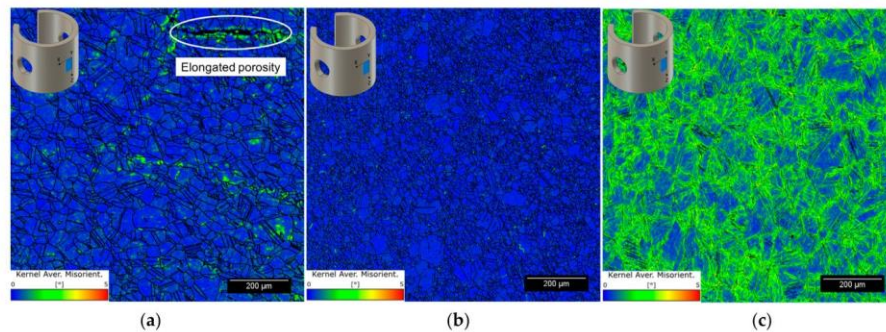 Elongated porosity
Kernel Aver. Misorient.
0 [°] 5
200 µm
Kernel Aver. Misorient.
0 [°] 5
200 µm
Kernel Aver. Misorient.
0 [°] 5
200 µm
(a) (b) (c)